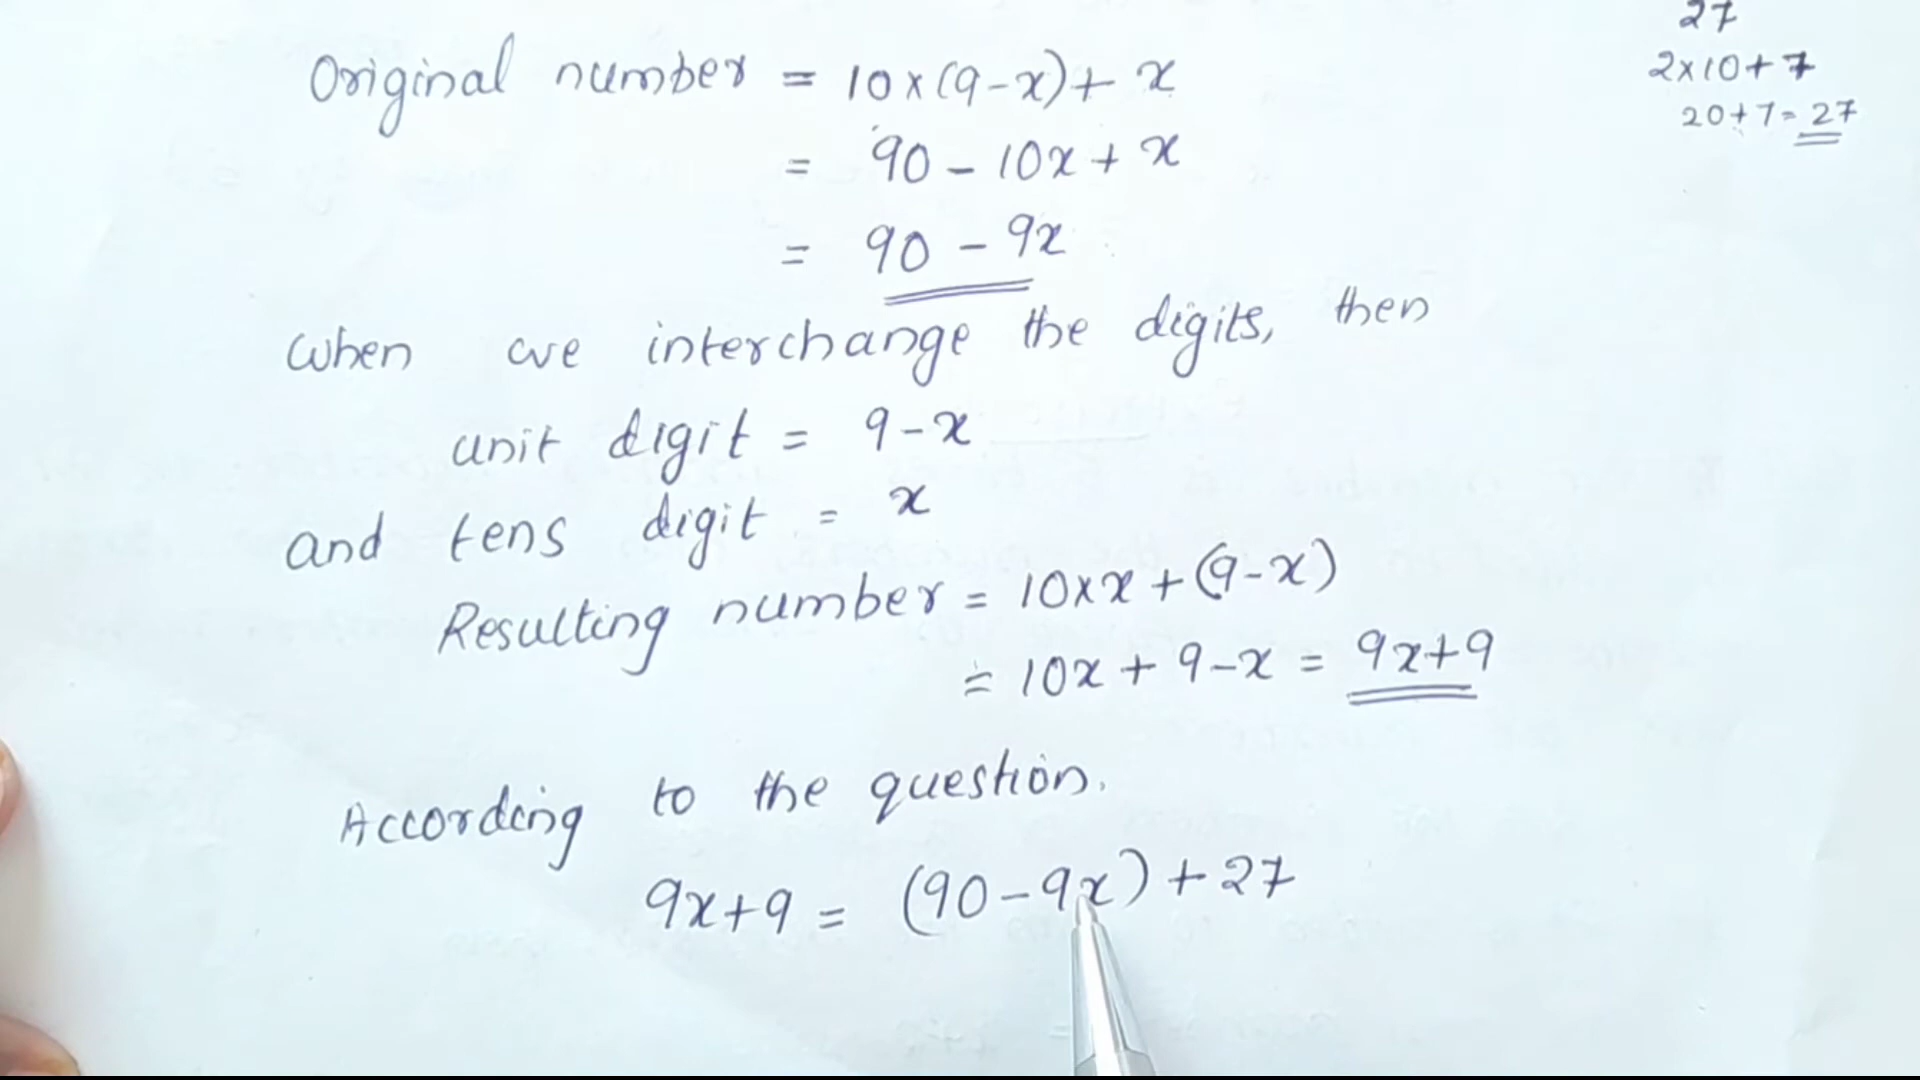 27
2×10+7
20+7=27
Original number = 10×(9-x)+x
= 90-10x+x
= 90-9x
when we interchange the digits, then
unit digit = 9-x
and tens digit = x
Resulting number = 10×x+(9-x)
= 10x+9-x = 9x+9
According to the question.
9x+9 = (90-9x)+27